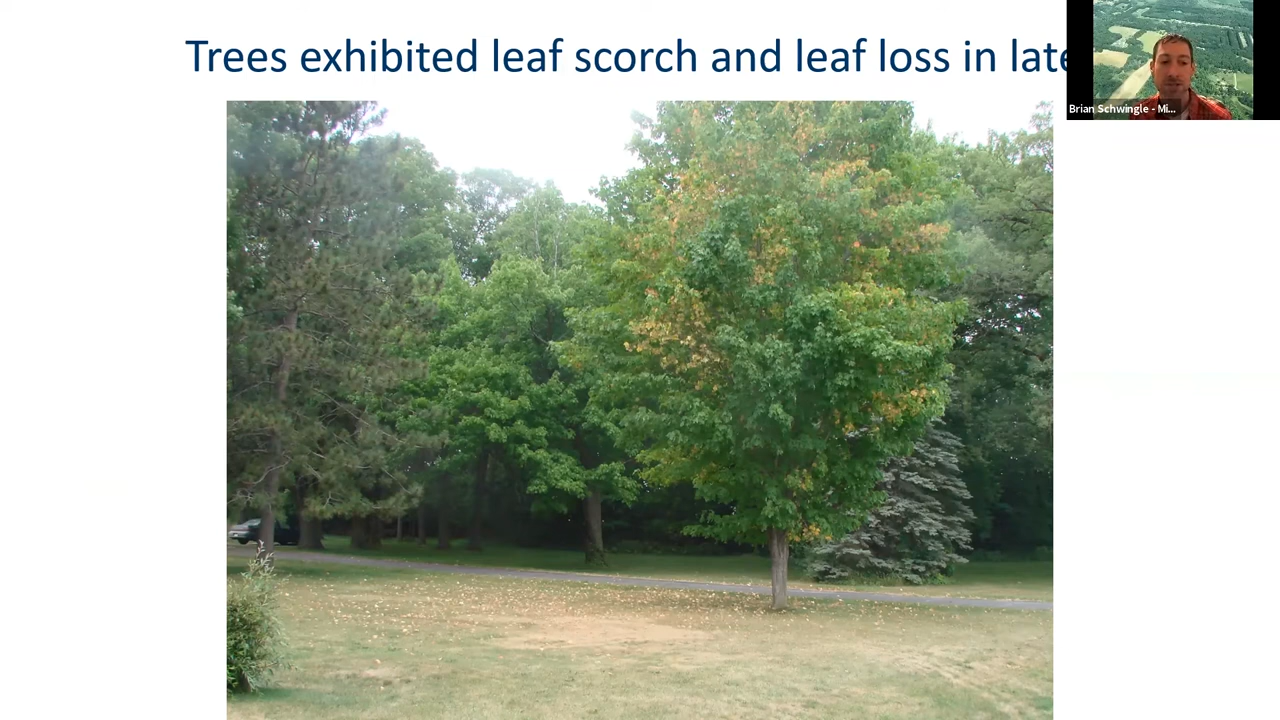 Trees exhibited leaf scorch and leaf loss in late
Brian Schwingle - Mi...